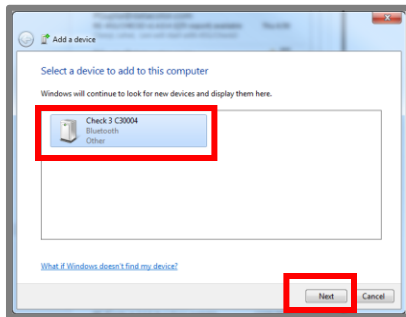 Add a device
Select a device to add to this computer
Windows will continue to look for new devices and display them here.
Check 3 C30004
Bluetooth
Other
What if Windows doesn't find my device?
Next
Cancel